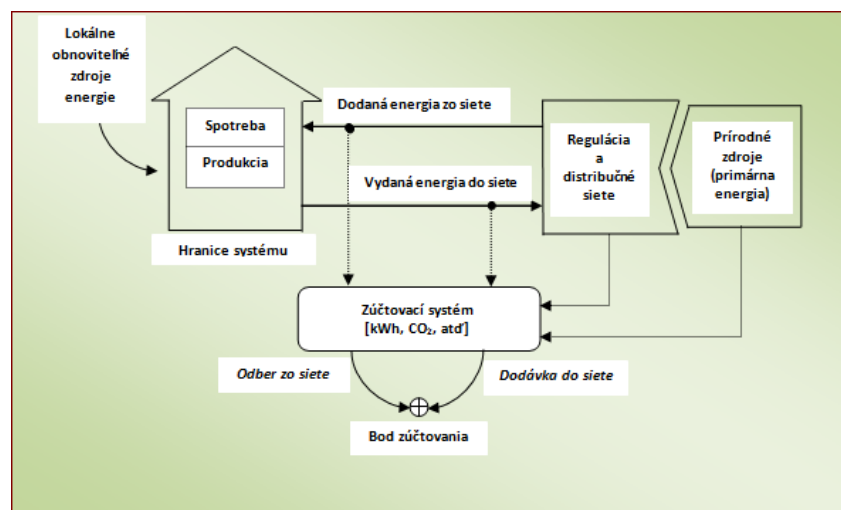 Lokálne
obnoviteľné
zdroje
energie
Dodaná energia zo siete
Spotreba
Produkcia
Vydaná energia do siete
Regulácia
a
distribučné
siete
Prírodné
zdroje
(primárna
energia)
Hranice systému
Zúčtovací systém
[kWh, CO₂, atď]
Odber zo siete
Dodávka do siete
Bod zúčtovania